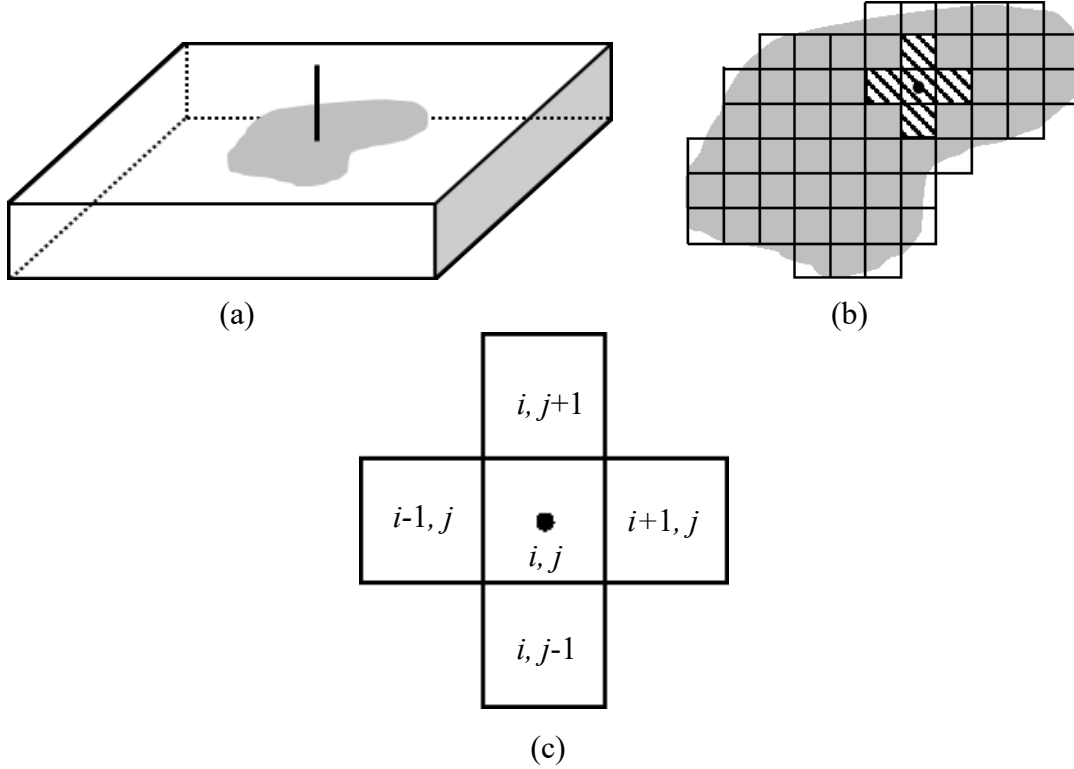 (a)
(b)
i, j+1
i-1, j
i, j
i+1, j
i, j-1
(c)